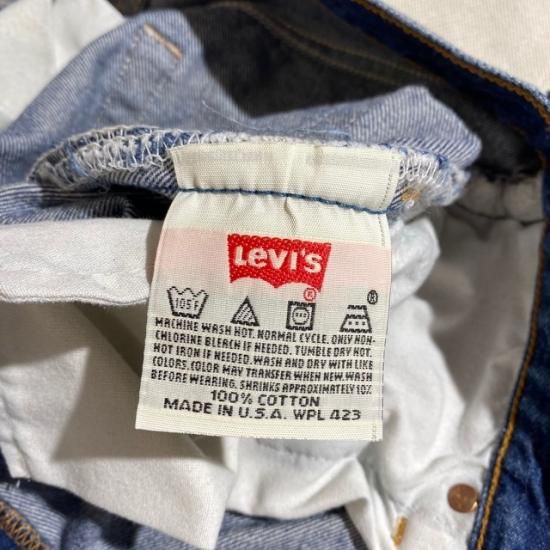 Levi's
®
105°F
MACHINE WASH HOT. NORMAL CYCLE. ONLY NON-
CHLORINE BLEACH IF NEEDED. TUMBLE DRY HOT.
HOT IRON IF NEEDED. WASH AND DRY WITH LIKE
COLORS. COLOR MAY TRANSFER WHEN NEW. WASH
BEFORE WEARING. SHRINKS APPROXIMATELY 10%
100% COTTON
MADE IN U.S.A. WPL 423